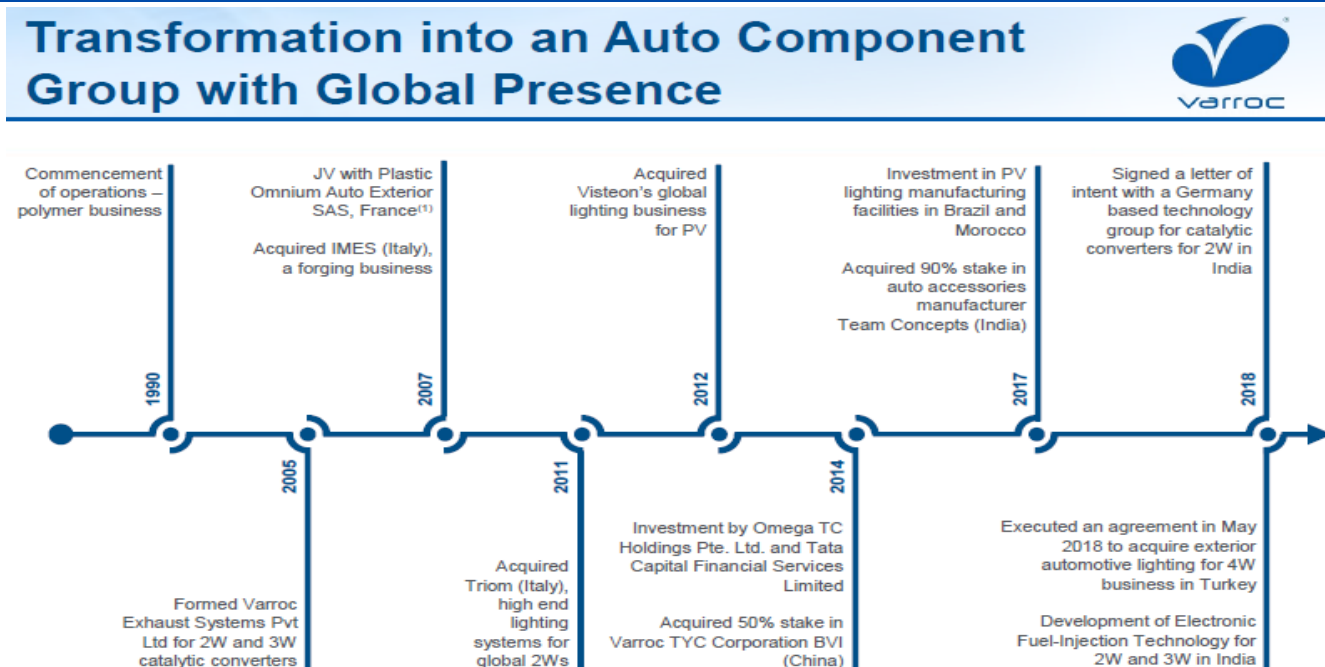 Transformation into an Auto Component
Group with Global Presence
varroc
Commencement
of operations –
polymer business
1990
JV with Plastic
Omnium Auto Exterior
SAS, France⁽¹⁾
Acquired IMES (Italy),
a forging business
2007
Acquired
Visteon's global
lighting business
for PV
2012
Investment in PV
lighting manufacturing
facilities in Brazil and
Morocco
Acquired 90% stake in
auto accessories
manufacturer
Team Concepts (India)
2017
Signed a letter of
intent with a Germany
based technology
group for catalytic
converters for 2W in
India
2018
2005
Formed Varroc
Exhaust Systems Pvt
Ltd for 2W and 3W
catalytic converters
2011
Acquired
Triom (Italy),
high end
lighting
systems for
global 2Ws
2014
Investment by Omega TC
Holdings Pte. Ltd. and Tata
Capital Financial Services
Limited
Acquired 50% stake in
Varroc TYC Corporation BVI
(China)
Executed an agreement in May
2018 to acquire exterior
automotive lighting for 4W
business in Turkey
Development of Electronic
Fuel-Injection Technology for
2W and 3W in India